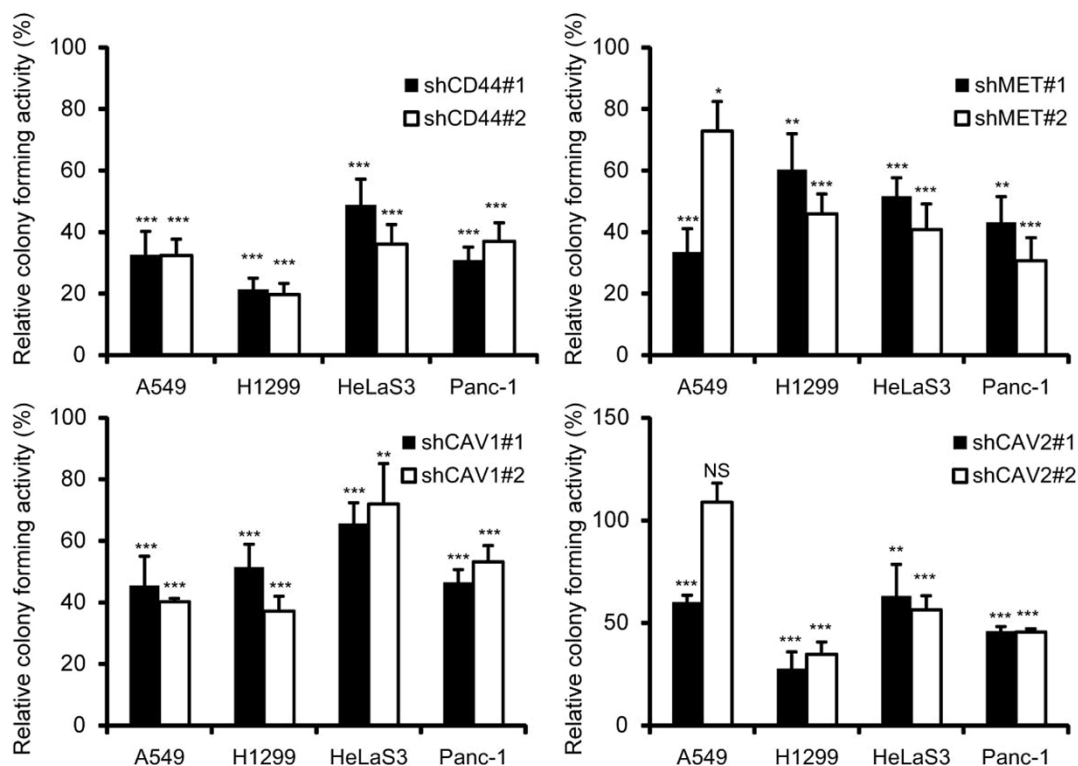 Relative colony forming activity (%)
100
80
60
40
20
0
shCD44#1
shCD44#2
*** ***
*** ***
*** ***
*** ***
A549 H1299 HeLaS3 Panc-1
Relative colony forming activity (%)
100
80
60
40
20
0
shMET#1
shMET#2
*** *
** ***
*** ***
** ***
A549 H1299 HeLaS3 Panc-1
Relative colony forming activity (%)
100
80
60
40
20
0
shCAV1#1
shCAV1#2
*** ***
*** ***
*** **
*** ***
A549 H1299 HeLaS3 Panc-1
Relative colony forming activity (%)
150
100
50
0
shCAV2#1
shCAV2#2
*** NS
*** ***
** ***
*** ***
A549 H1299 HeLaS3 Panc-1